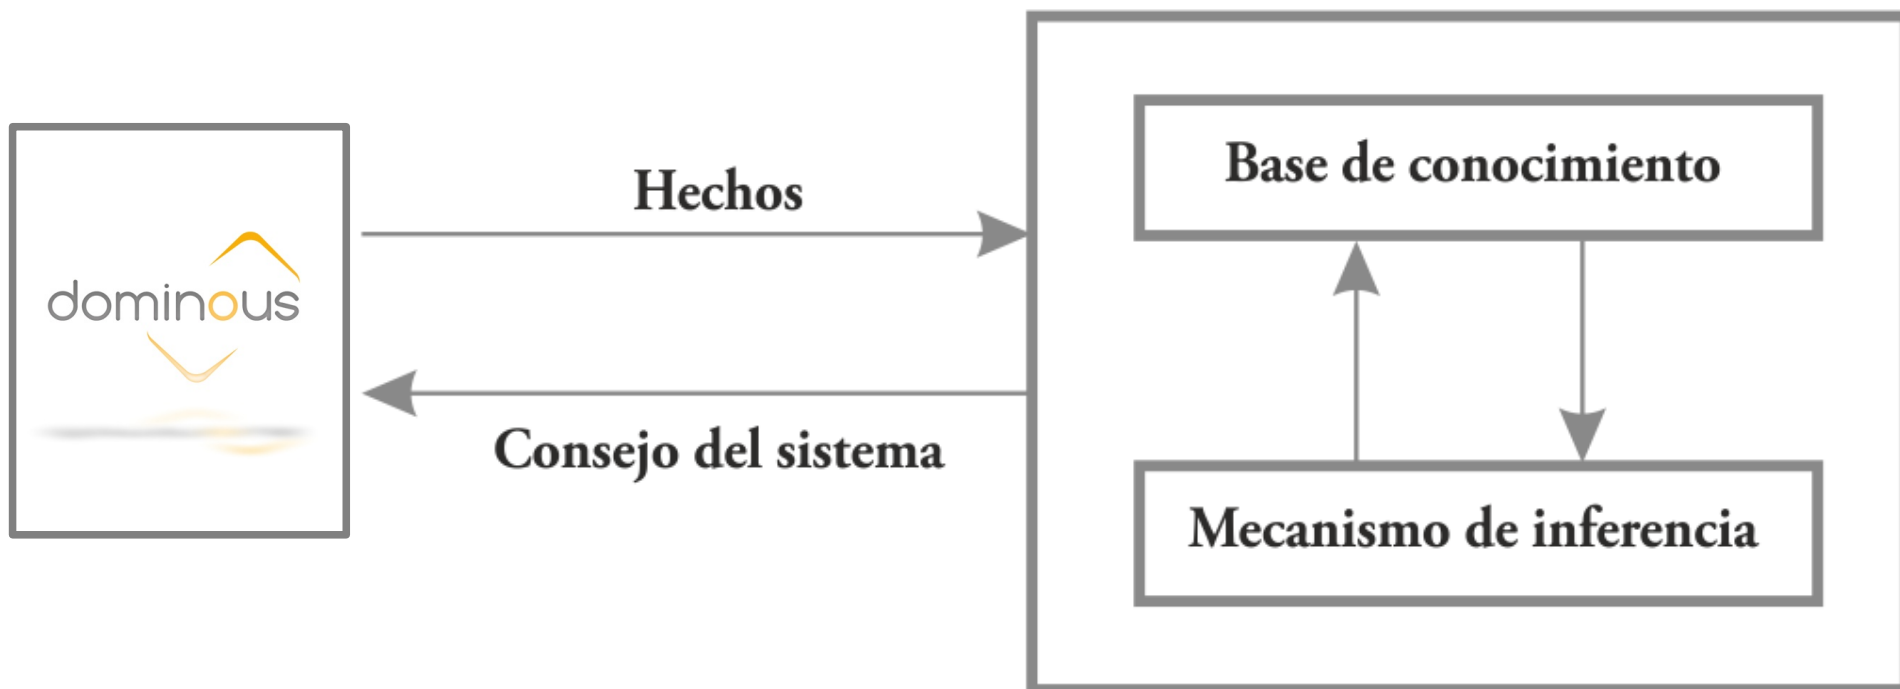 dominous
Hechos
Consejo del sistema
Base de conocimiento
Mecanismo de inferencia